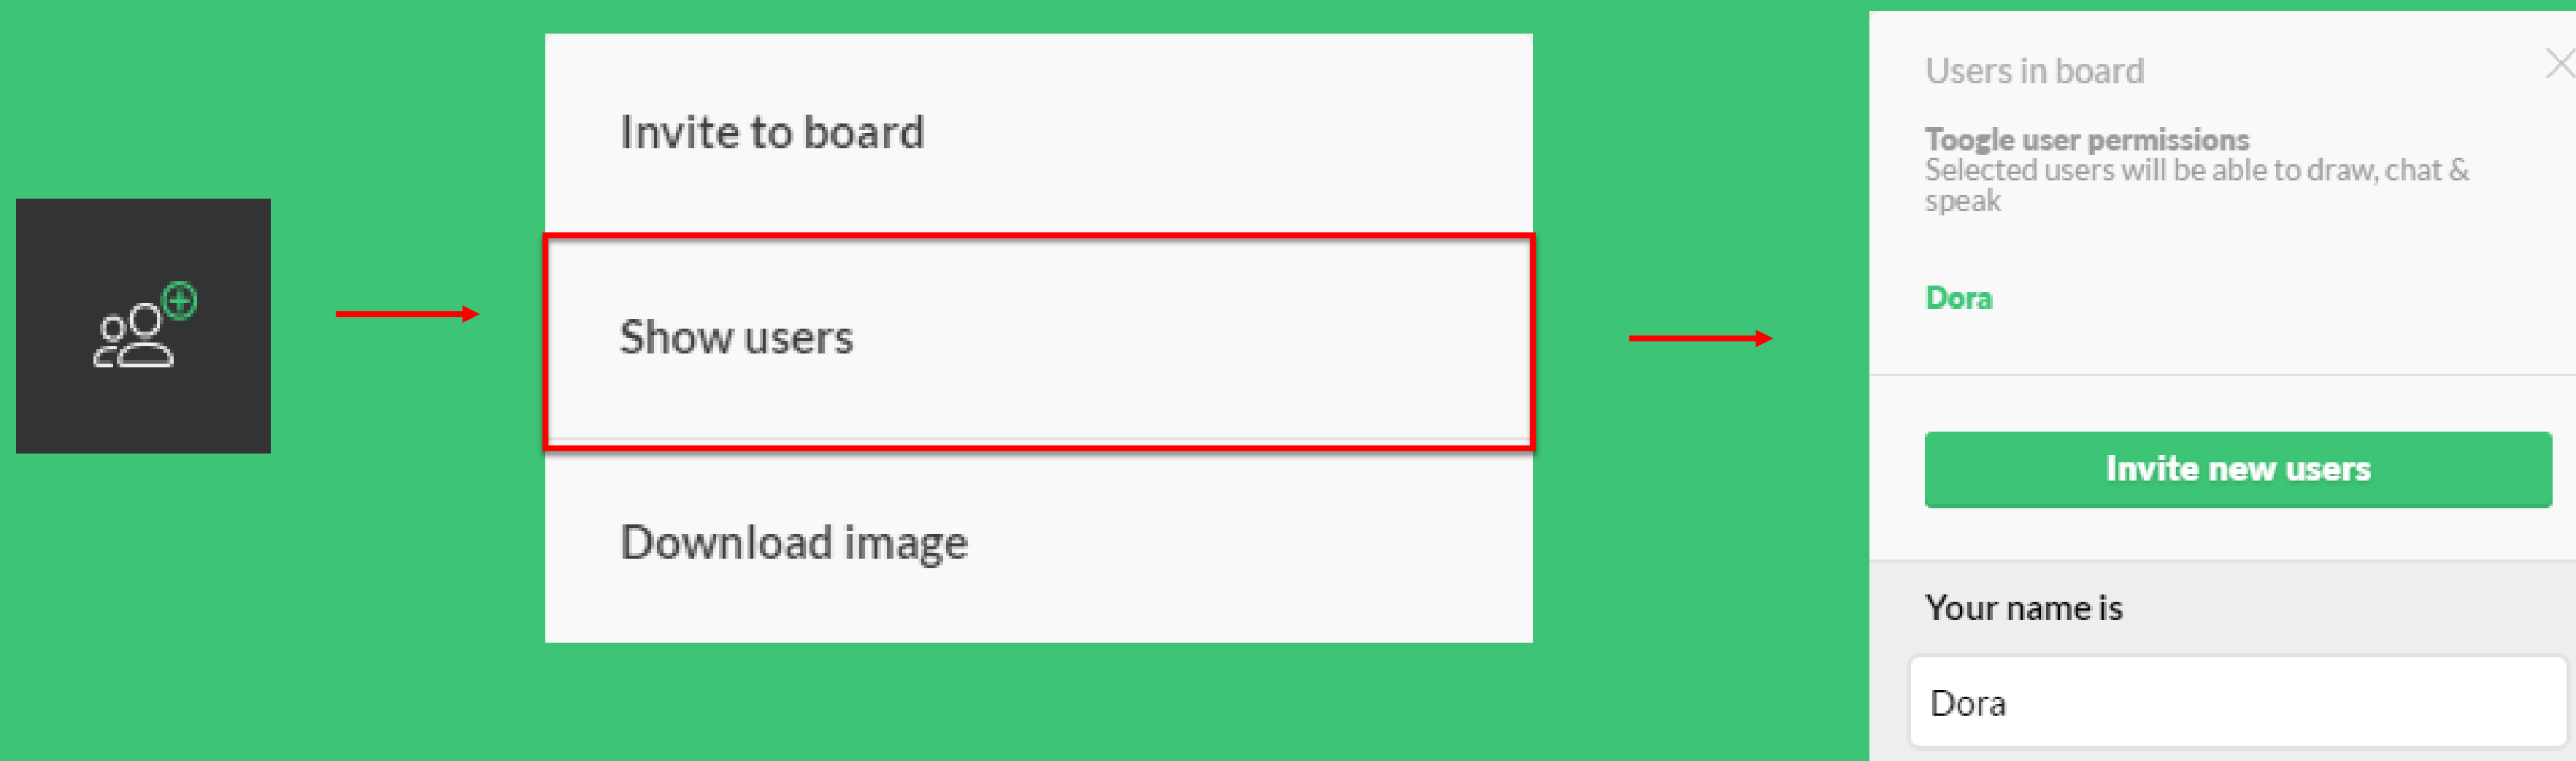 Invite to board
Show users
Download image
Users in board
Toogle user permissions
Selected users will be able to draw, chat &
speak
Dora
Invite new users
Your name is
Dora